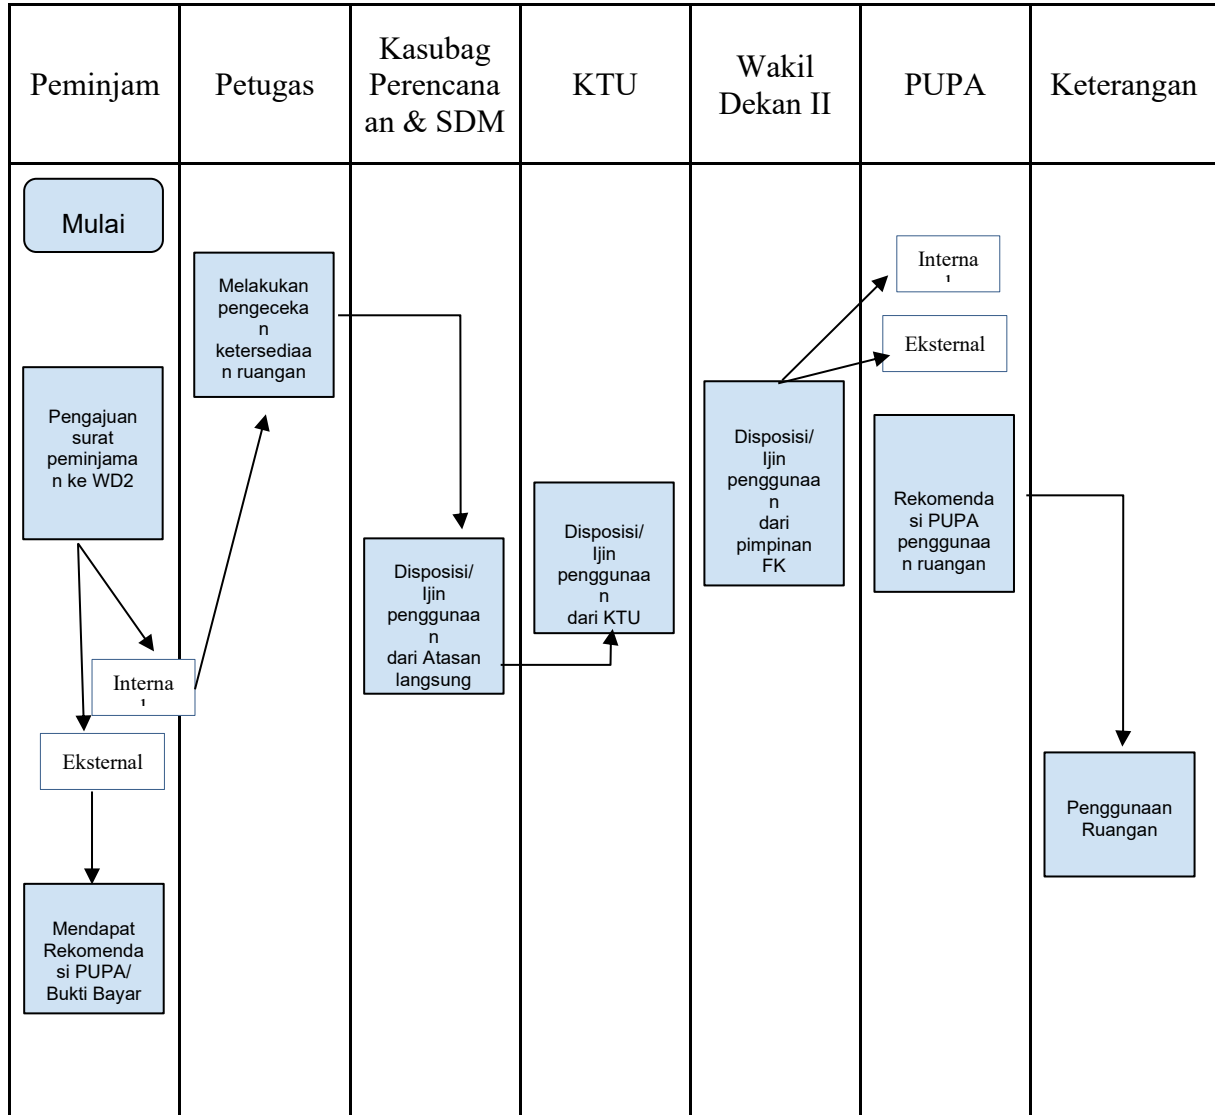 Peminjam
Petugas
Kasubag
Perencana
an & SDM
KTU
Wakil
Dekan II
PUPA
Keterangan
Mulai
Pengajuan
surat
peminjama
n ke WD2
Interna
Eksternal
Mendapat
Rekomenda
si PUPA/
Bukti Bayar
Melakukan
pengeceka
n
ketersediaa
n ruangan
Disposisi/
Ijin
penggunaa
n
dari Atasan
langsung
Disposisi/
Ijin
penggunaa
n
dari KTU
Disposisi/
Ijin
penggunaa
n
dari
pimpinan
FK
Interna
Eksternal
Rekomenda
si PUPA
penggunaa
n ruangan
Penggunaan
Ruangan